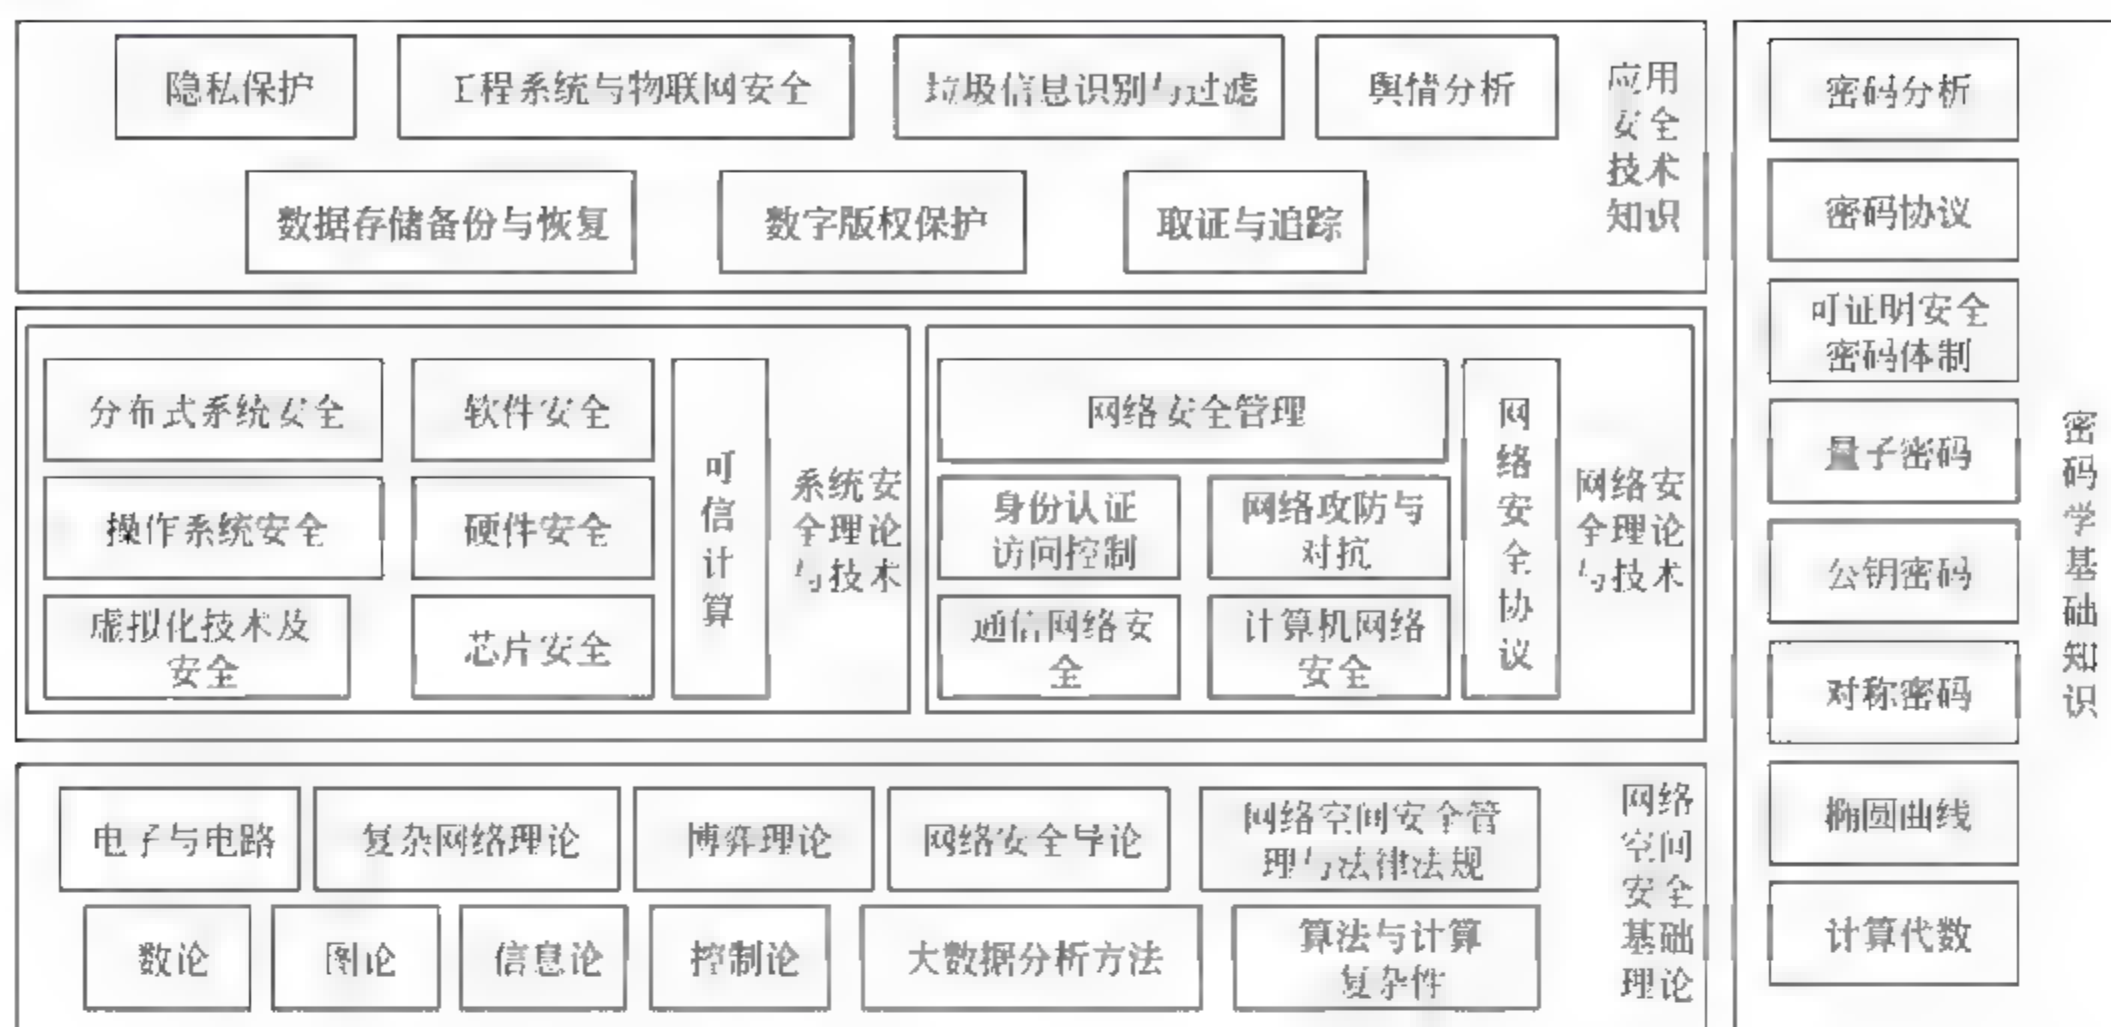 隐私保护
工程系统与物联网安全
垃圾信息识别与过滤
舆情分析
应用
安全
技术
知识
数据存储备份与恢复
数字版权保护
取证与追踪
分布式系统安全
软件安全
操作系统安全
硬件安全
虚拟化技术及
安全
芯片安全
可
信
计
算
系统安
全理论
与技术
网络安全管理
身份认证
访问控制
网络攻防与
对抗
通信网络安
全
计算机网络
安全
网
络
安
全
协
议
网络安
全理论
与技术
电子与电路
复杂网络理论
博弈理论
网络安全导论
网络空间安全管
理与法律法规
数论
图论
信息论
控制论
大数据分析方法
算法与计算
复杂件
网络
空间
安全
基础
理论
密码分析
密码协议
可证明安全
密码体制
量子密码
公钥密码
对称密码
椭圆曲线
计算代数
密
码
学
基
础
知
识